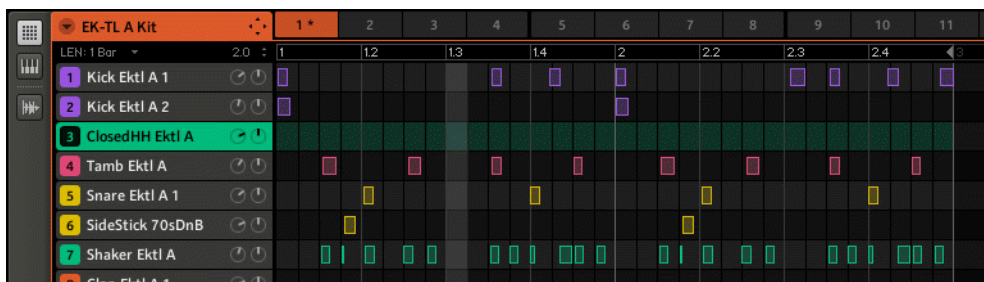 EK-TL A Kit 1 * 2 3 4 5 6 7 8 9 10 11
LEN: 1 Bar 2.0 1 1.2 1.3 1.4 2 2.2 2.3 2.4 3
1 Kick Ektl A 1
2 Kick Ektl A 2
3 ClosedHH Ektl A
4 Tamb Ektl A
5 Snare Ektl A 1
6 SideStick 70sDnB
7 Shaker Ektl A